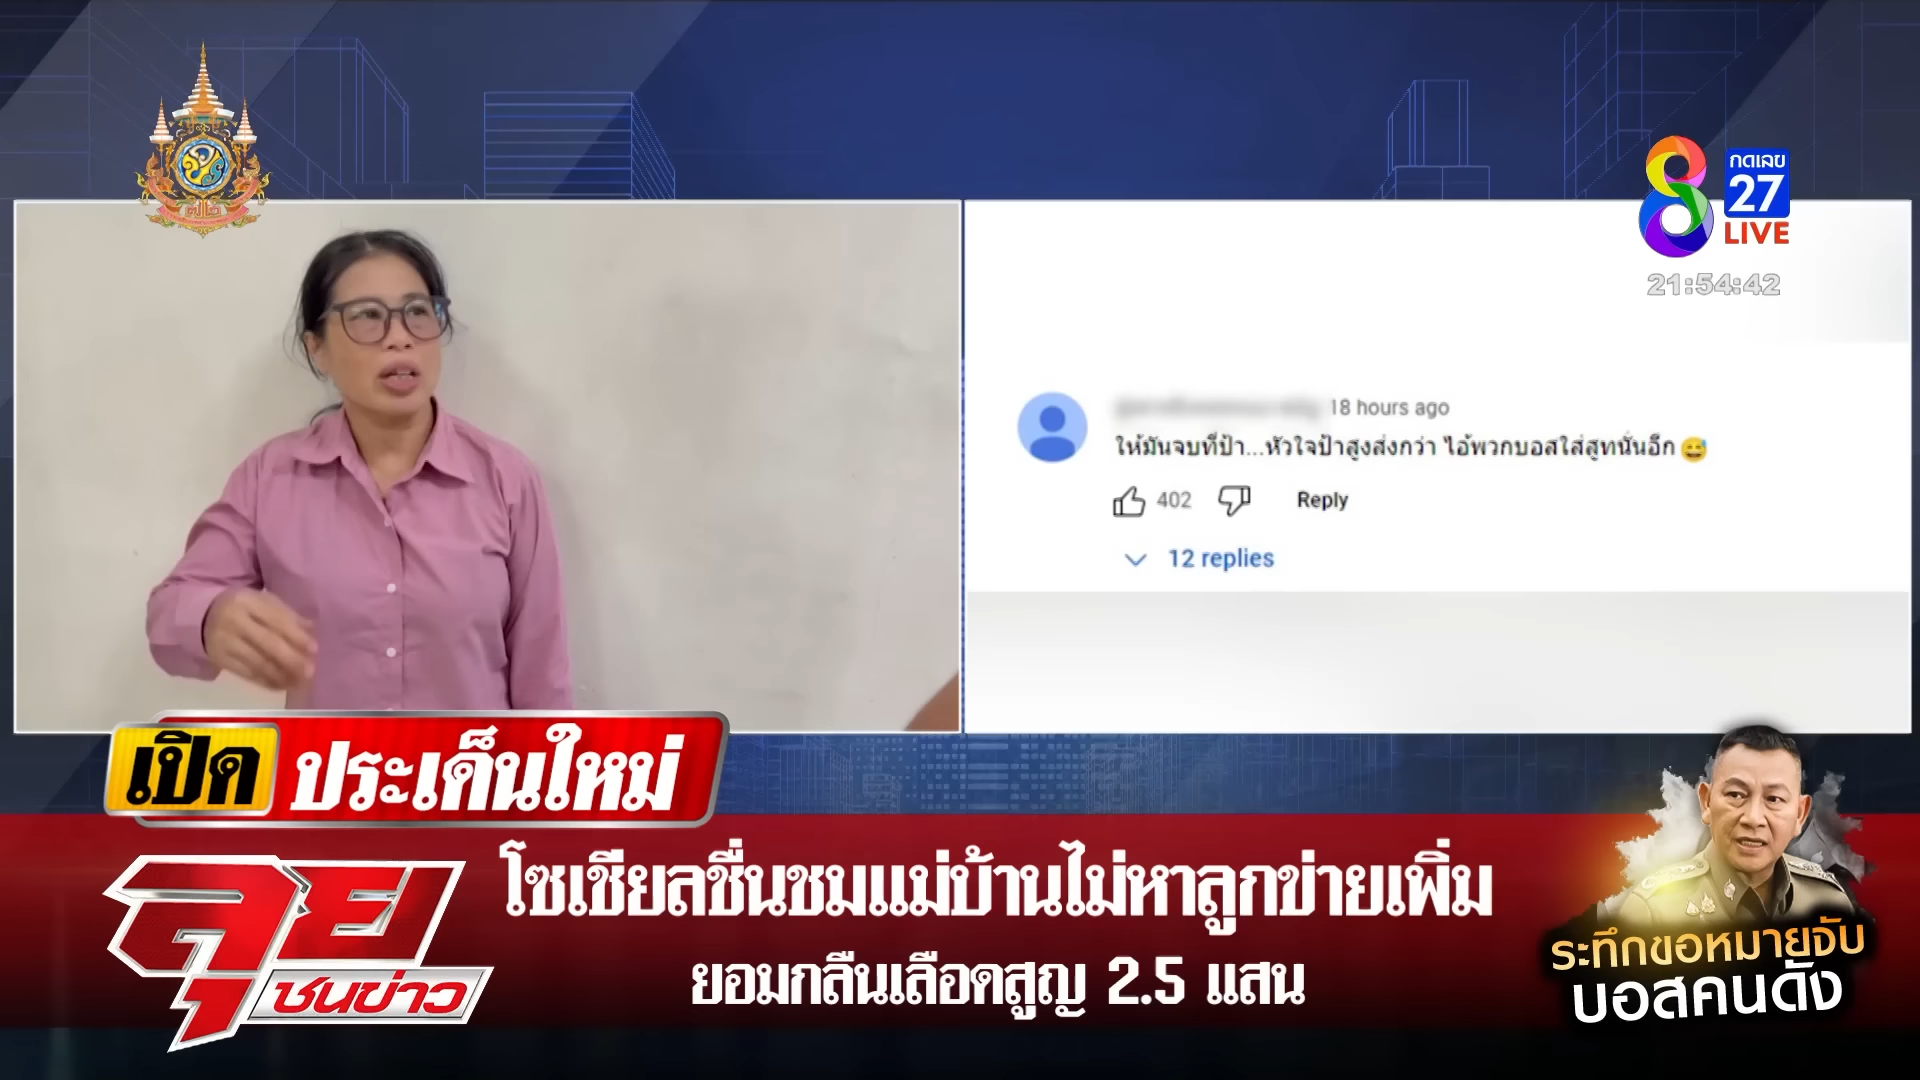 กดเลข
8 27
LIVE
21:54:42
18 hours ago
ให้มันจบที่ป้า...หัวใจป้าสูงส่งกว่า ไอ้พวกบอสใส่สูทนั่นอีก 😅
402 Reply
12 replies
เปิด ประเด็นใหม่
ลุย
ชนข่าว
โซเชียลชื่นชมแม่บ้านไม่หาลูกข่ายเพิ่ม
ยอมกลืนเลือดสูญ 2.5 แสน
ระทึกขอหมายจับ
บอสคนดัง